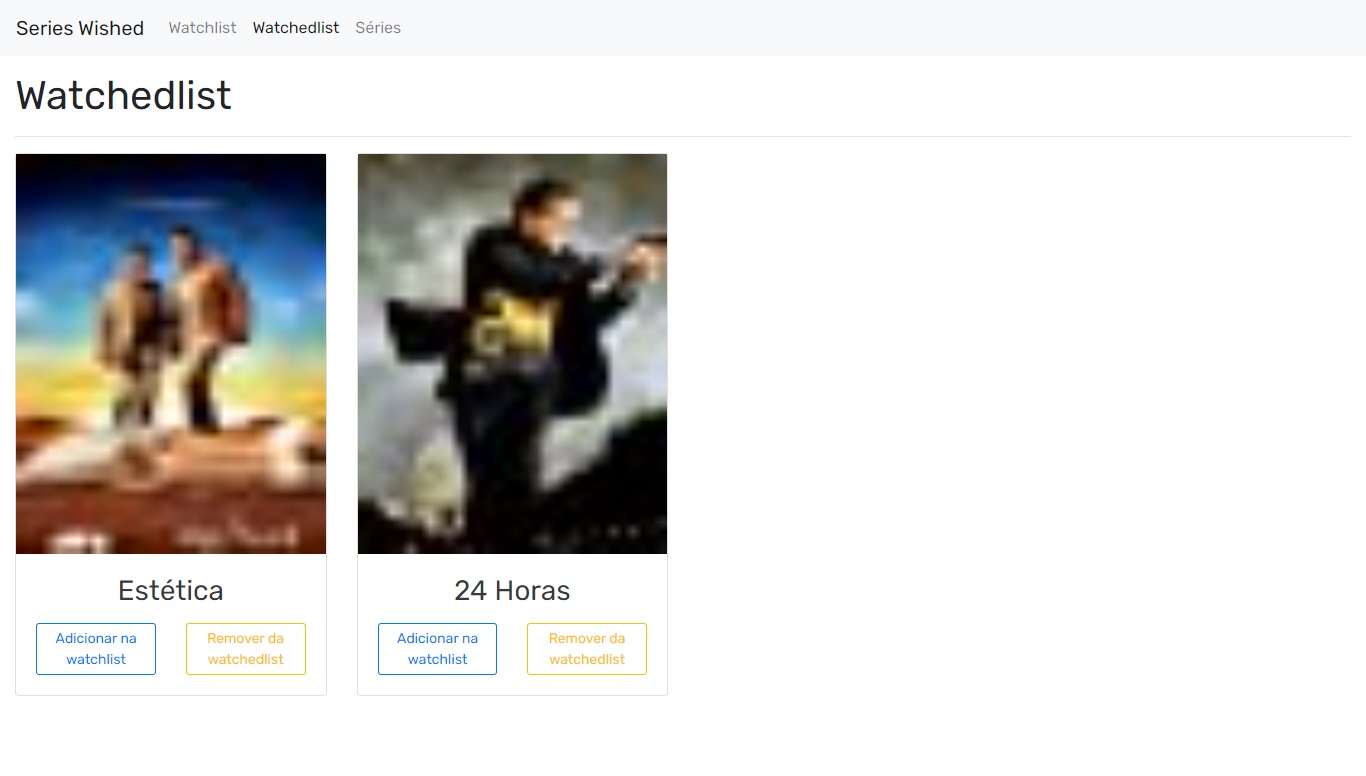 Series Wished Watchlist Watchedlist Séries
Watchedlist
Estética
Adicionar na
watchlist
Remover da
watchedlist
24 Horas
Adicionar na
watchlist
Remover da
watchedlist